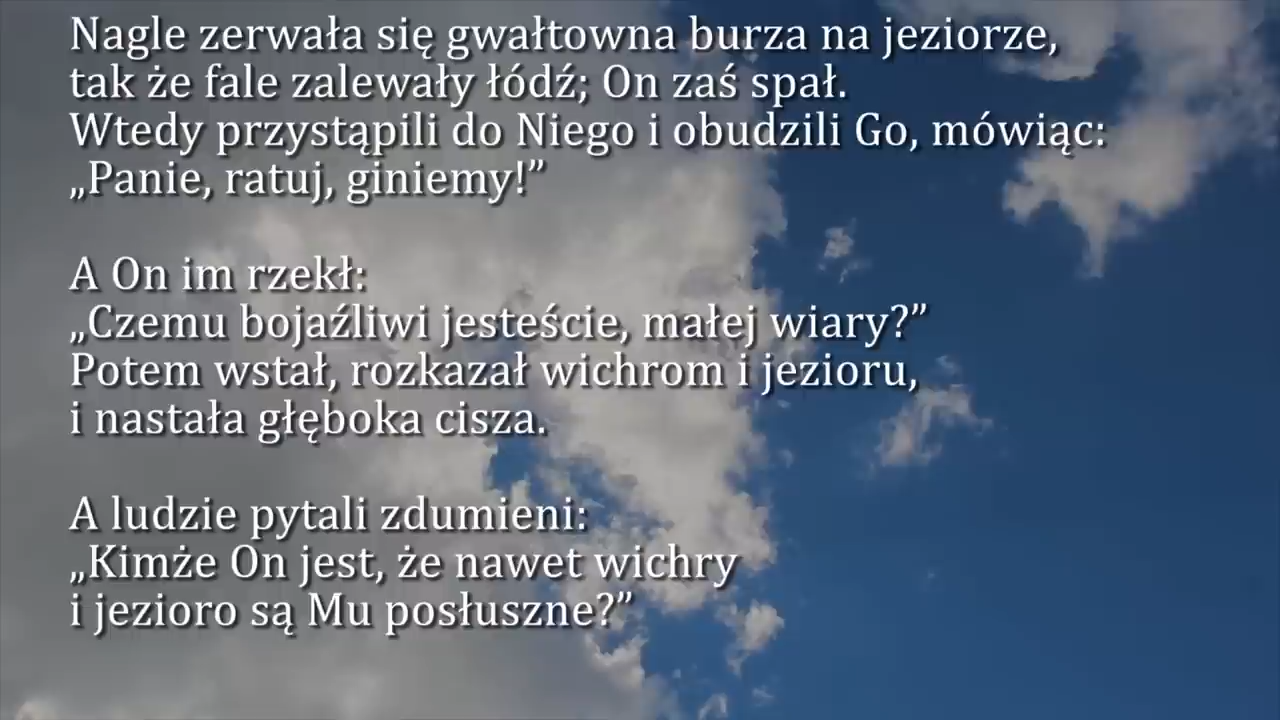 Nagle zerwała się gwałtowna burza na jeziorze,
tak że fale zalewały łódź; On zaś spał.
Wtedy przystąpili do Niego i obudzili Go, mówiąc:
„Panie, ratuj, giniemy!”
A On im rzekł:
„Czemu bojaźliwi jesteście, małej wiary?”
Potem wstał, rozkazał wichrom i jezioru,
i nastała głęboka cisza.
A ludzie pytali zdumieni:
„Kimże On jest, że nawet wichry
i jezioro są Mu posłuszne?”